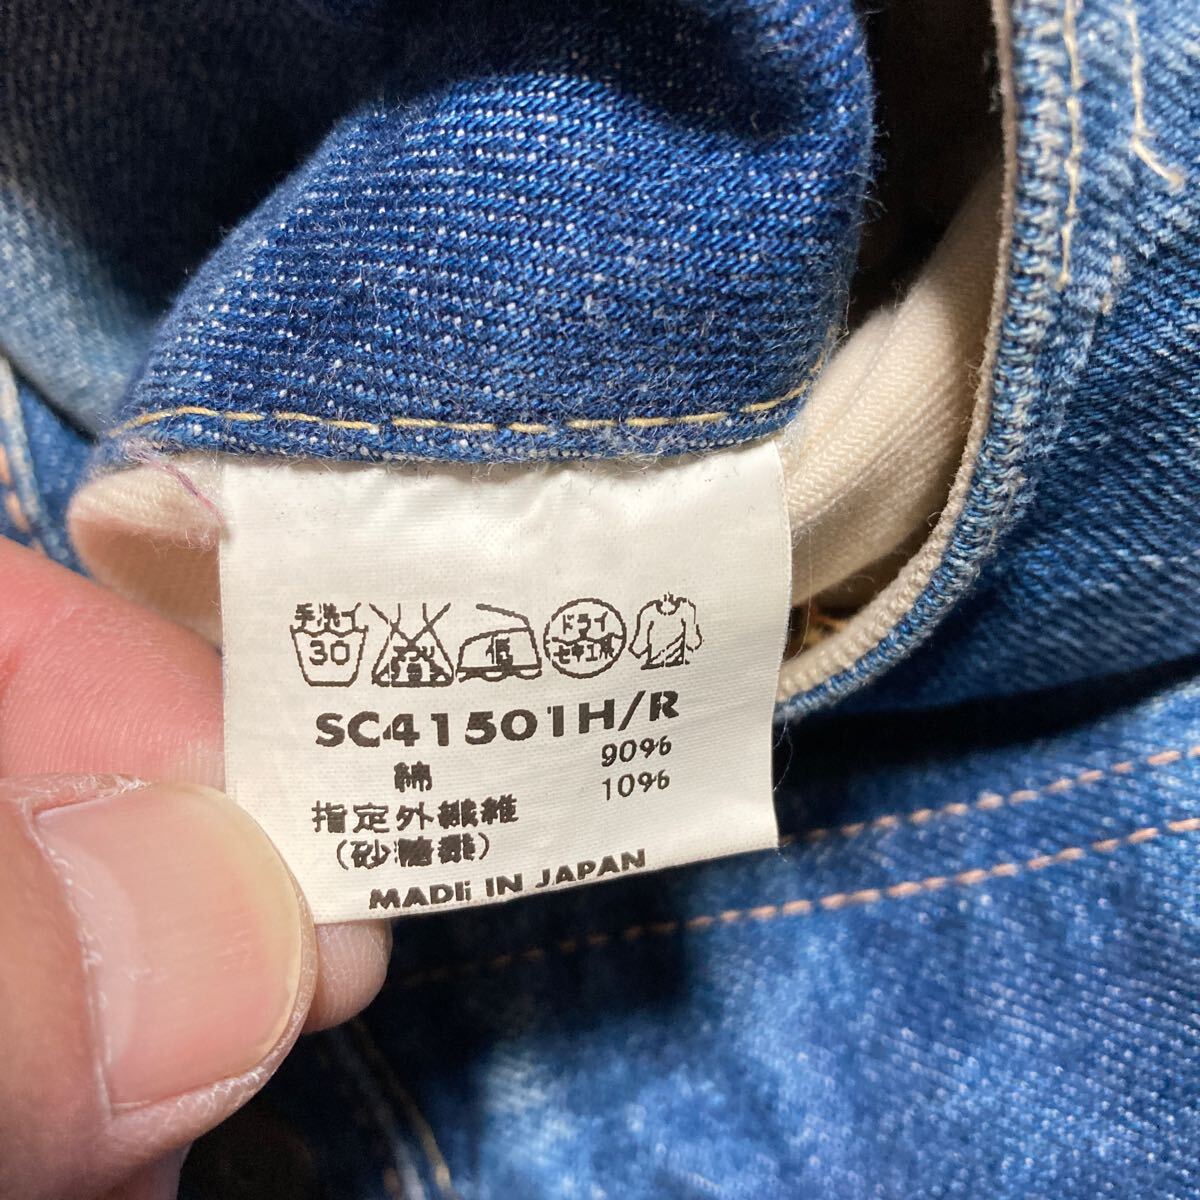 手洗イ
30
低
ドライ
セキユ系
SC41501H/R
綿 90%
指定外繊維 10%
(砂糖黍)
MADE IN JAPAN